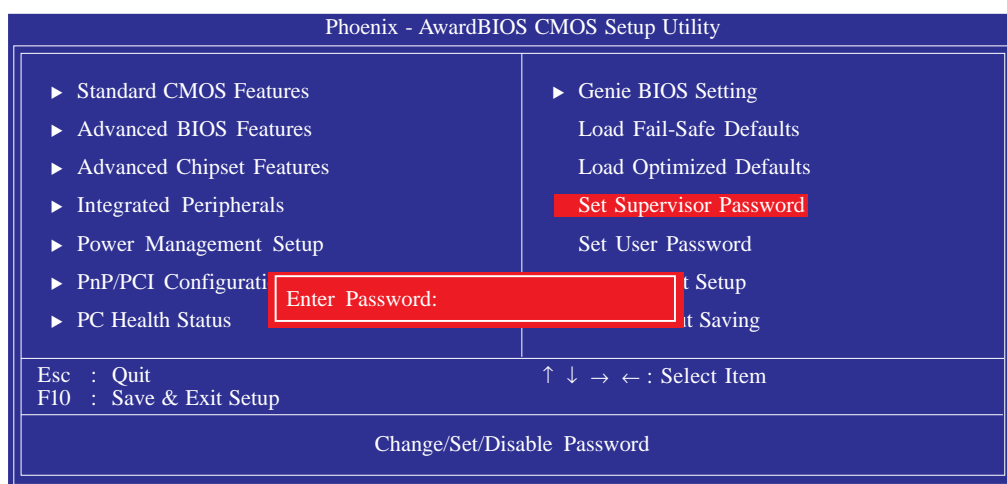 Phoenix - AwardBIOS CMOS Setup Utility
▶ Standard CMOS Features
▶ Advanced BIOS Features
▶ Advanced Chipset Features
▶ Integrated Peripherals
▶ Power Management Setup
▶ PnP/PCI Configurati
▶ PC Health Status
▶ Genie BIOS Setting
Load Fail-Safe Defaults
Load Optimized Defaults
Set Supervisor Password
Set User Password
t Setup
t Saving
Enter Password:
Esc : Quit
F10 : Save & Exit Setup
↑ ↓ → ← : Select Item
Change/Set/Disable Password